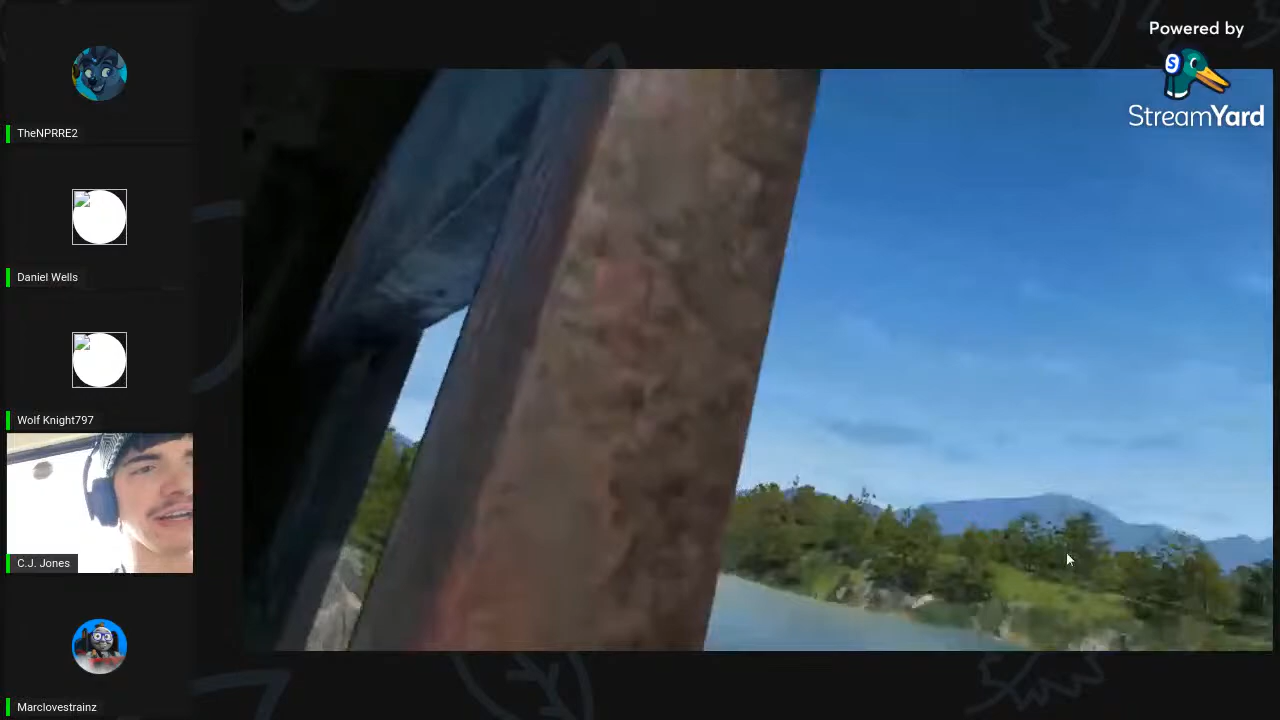 Powered by
StreamYard
TheNPRRE2
Daniel Wells
Wolf Knight797
C.J. Jones
Marclovestrainz